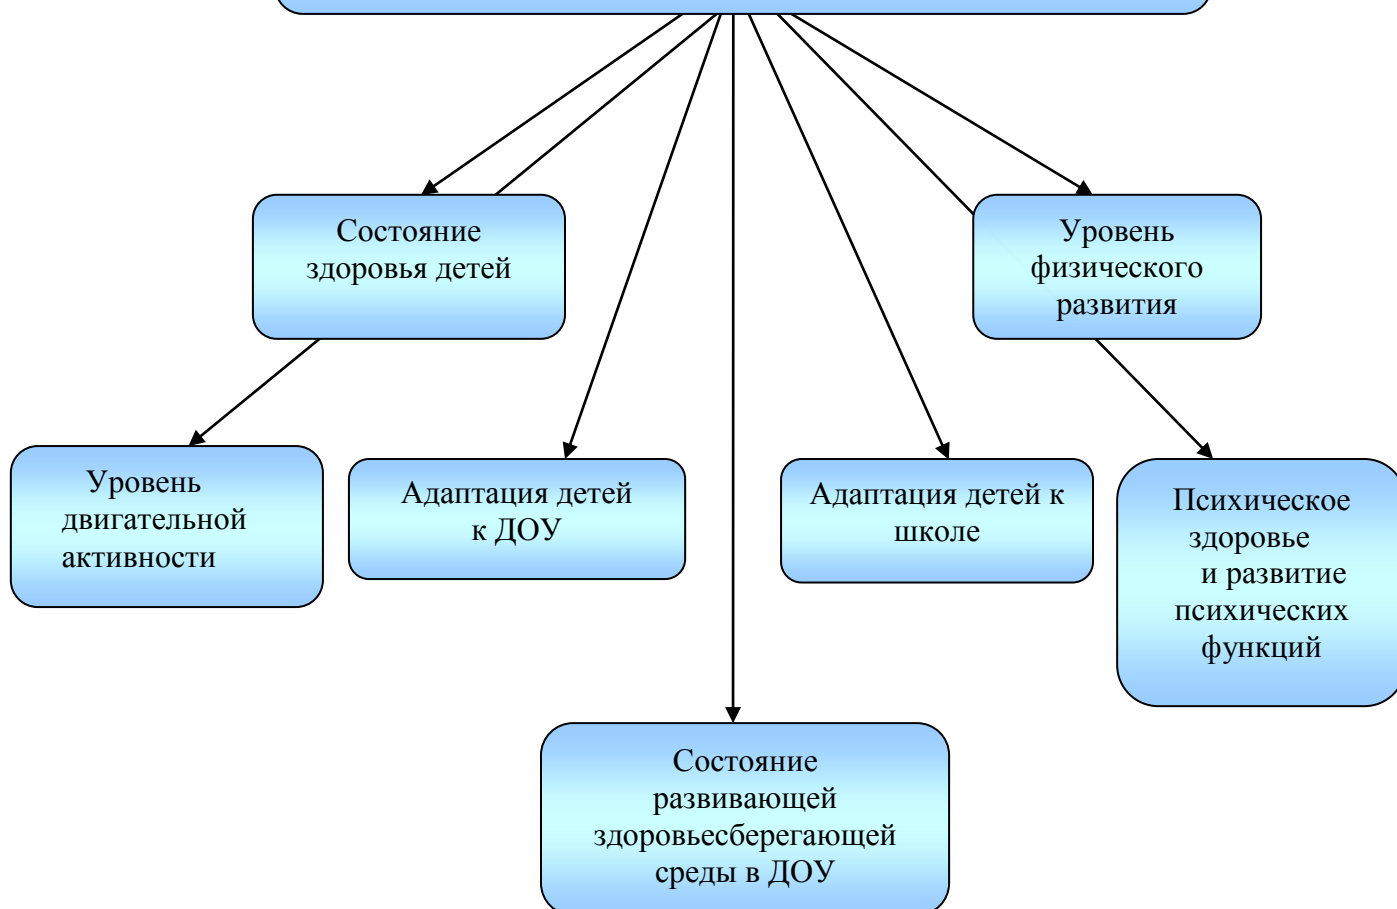 Состояние
здоровья детей
Уровень
физического
развития
Уровень
двигательной
активности
Адаптация детей
к ДОУ
Адаптация детей к
школе
Психическое
здоровье
и развитие
психических
функций
Состояние
развивающей
здоровьесберегающей
среды в ДОУ